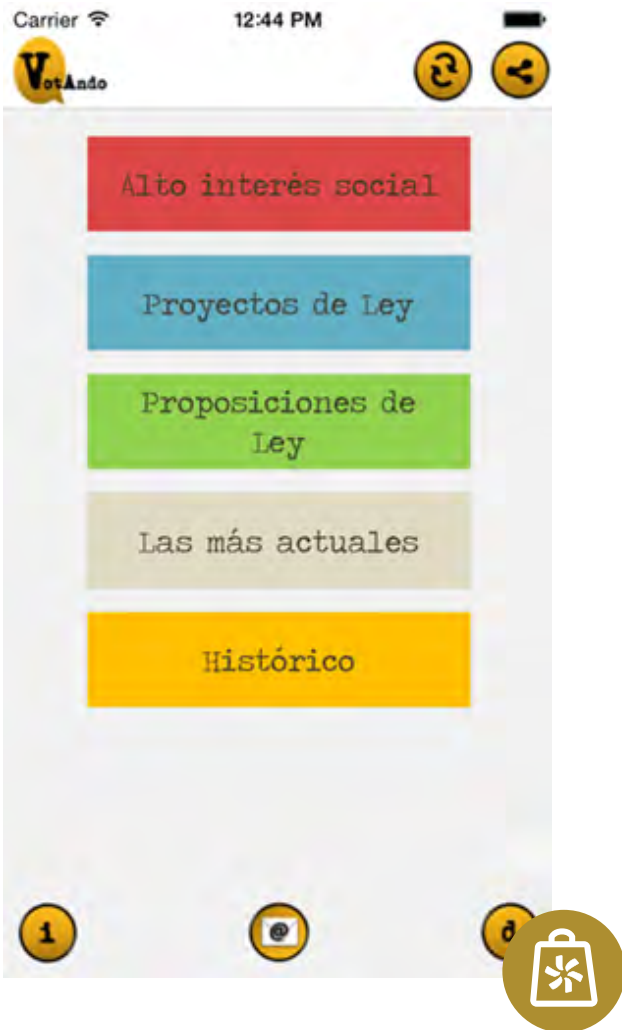 Carrier 12:44 PM
VotAndo
Alto interés social
Proyectos de Ley
Proposiciones de
Ley
Las más actuales
Histórico
i @